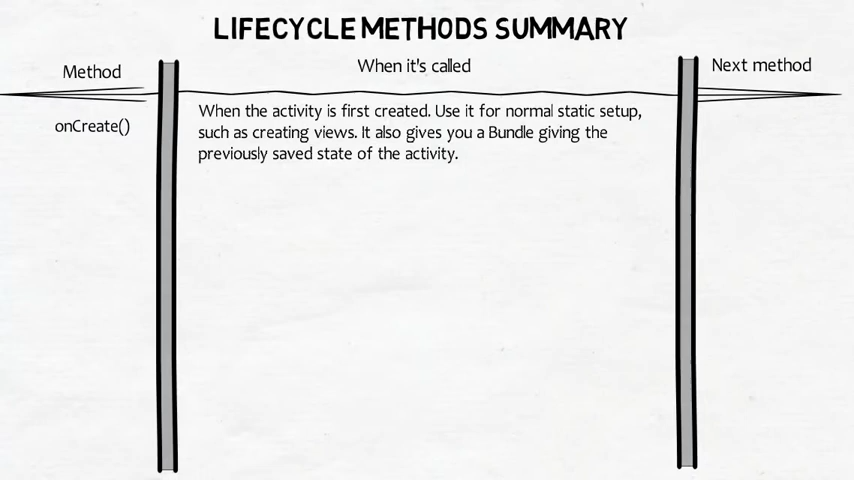 LIFECYCLE METHODS SUMMARY
Method
When it's called
Next method
onCreate()
When the activity is first created. Use it for normal static setup,
such as creating views. It also gives you a Bundle giving the
previously saved state of the activity.